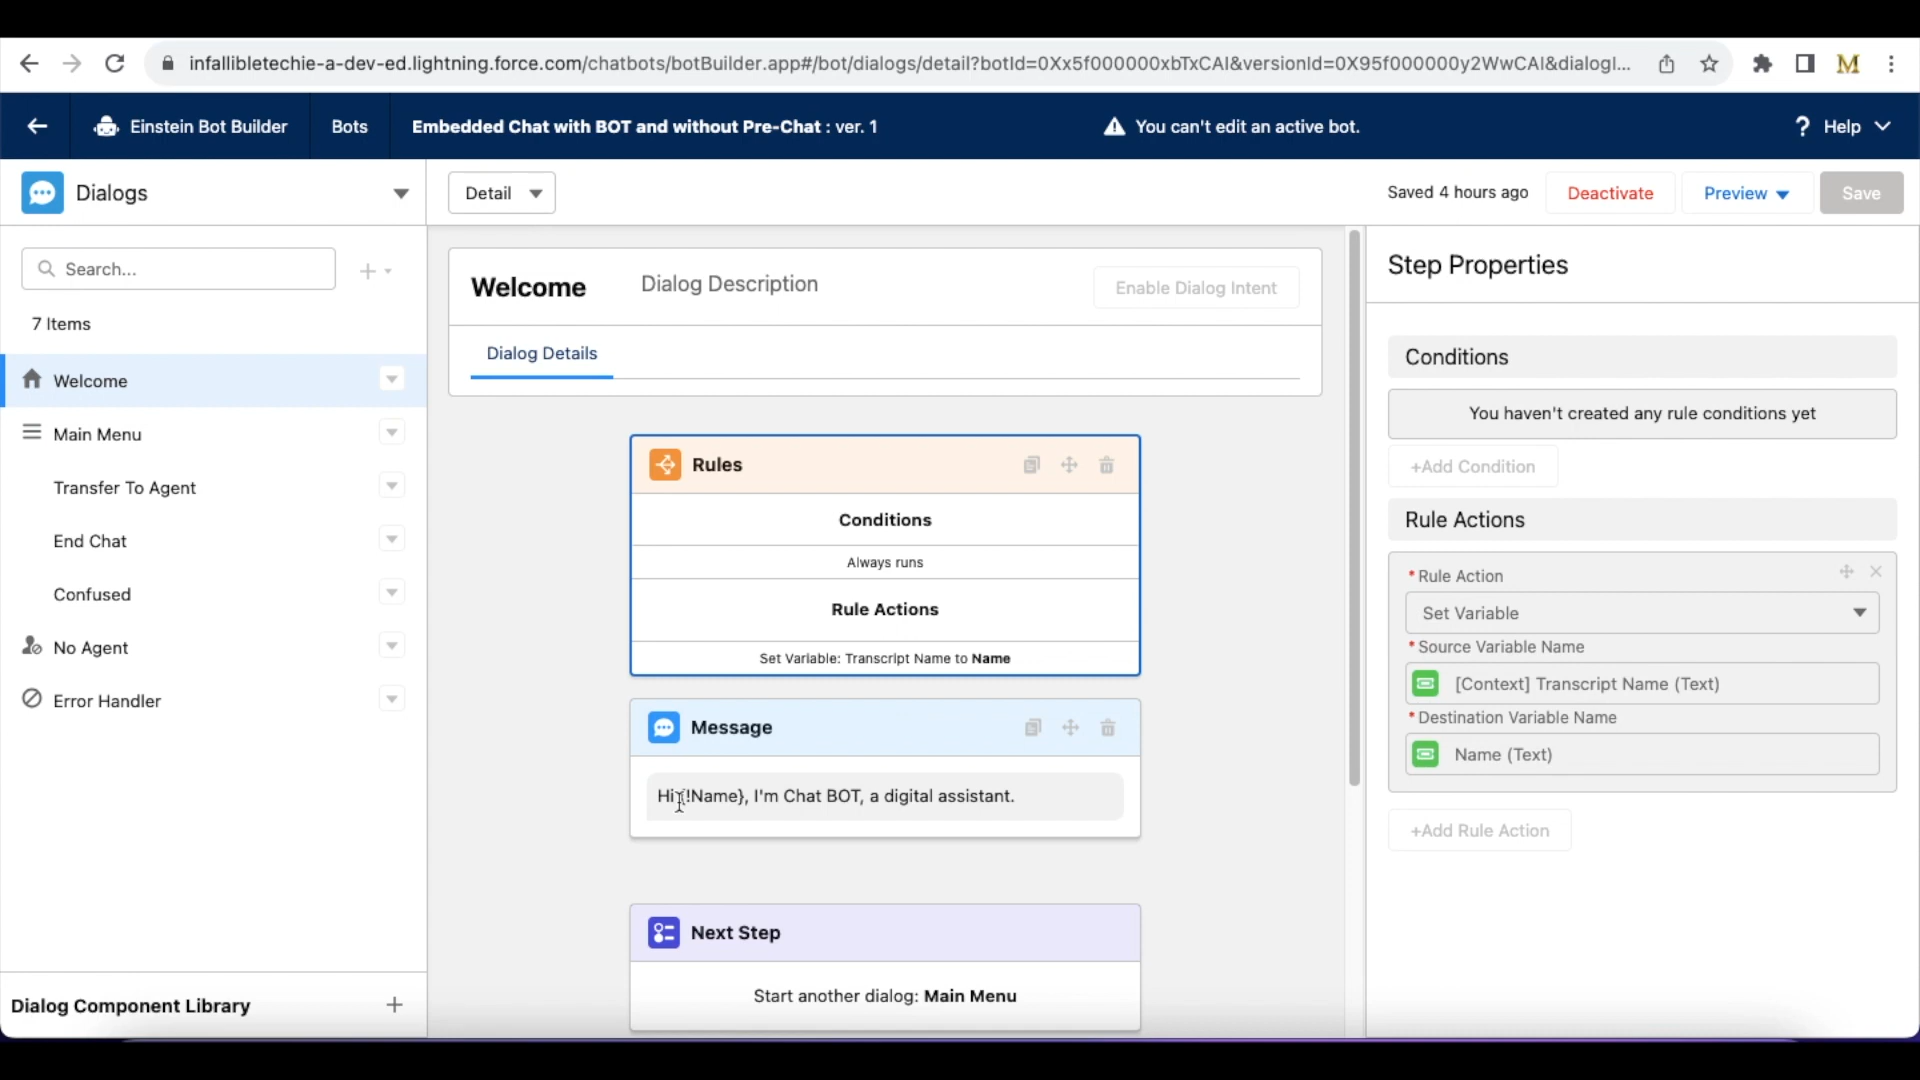 infallibletechie-a-dev-ed.lightning.force.com/chatbots/botBuilder.app#/bot/dialogs/detail?botId=0Xx5f000000xbTxCAI&versionId=0X95f000000y2WwCAI&dialogI...
M
Einstein Bot Builder
Bots
Embedded Chat with BOT and without Pre-Chat : ver. 1
You can't edit an active bot.
? Help
Dialogs
Detail
Saved 4 hours ago
Deactivate
Preview
Save
Search...
7 Items
Welcome
Main Menu
Transfer To Agent
End Chat
Confused
No Agent
Error Handler
Dialog Component Library
Welcome
Dialog Description
Enable Dialog Intent
Dialog Details
Rules
Conditions
Always runs
Rule Actions
Set Variable: Transcript Name to Name
Message
Hi {!Name}, I'm Chat BOT, a digital assistant.
Next Step
Start another dialog: Main Menu
Step Properties
Conditions
You haven't created any rule conditions yet
+Add Condition
Rule Actions
*Rule Action
Set Variable
*Source Variable Name
[Context] Transcript Name (Text)
*Destination Variable Name
Name (Text)
+Add Rule Action